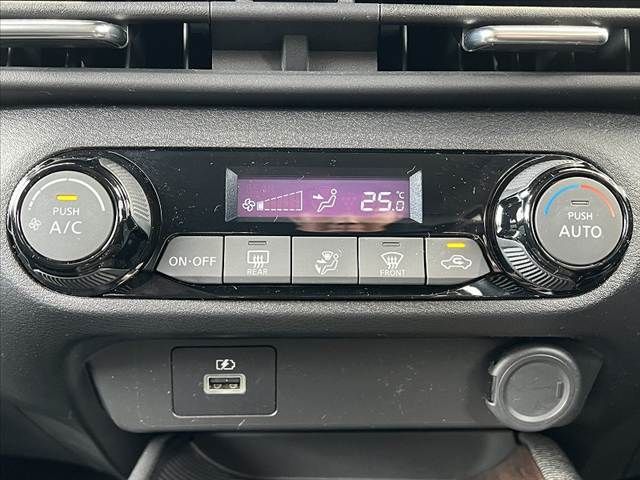 25.0 °C
PUSH
A/C
PUSH
AUTO
ON·OFF
REAR
FRONT